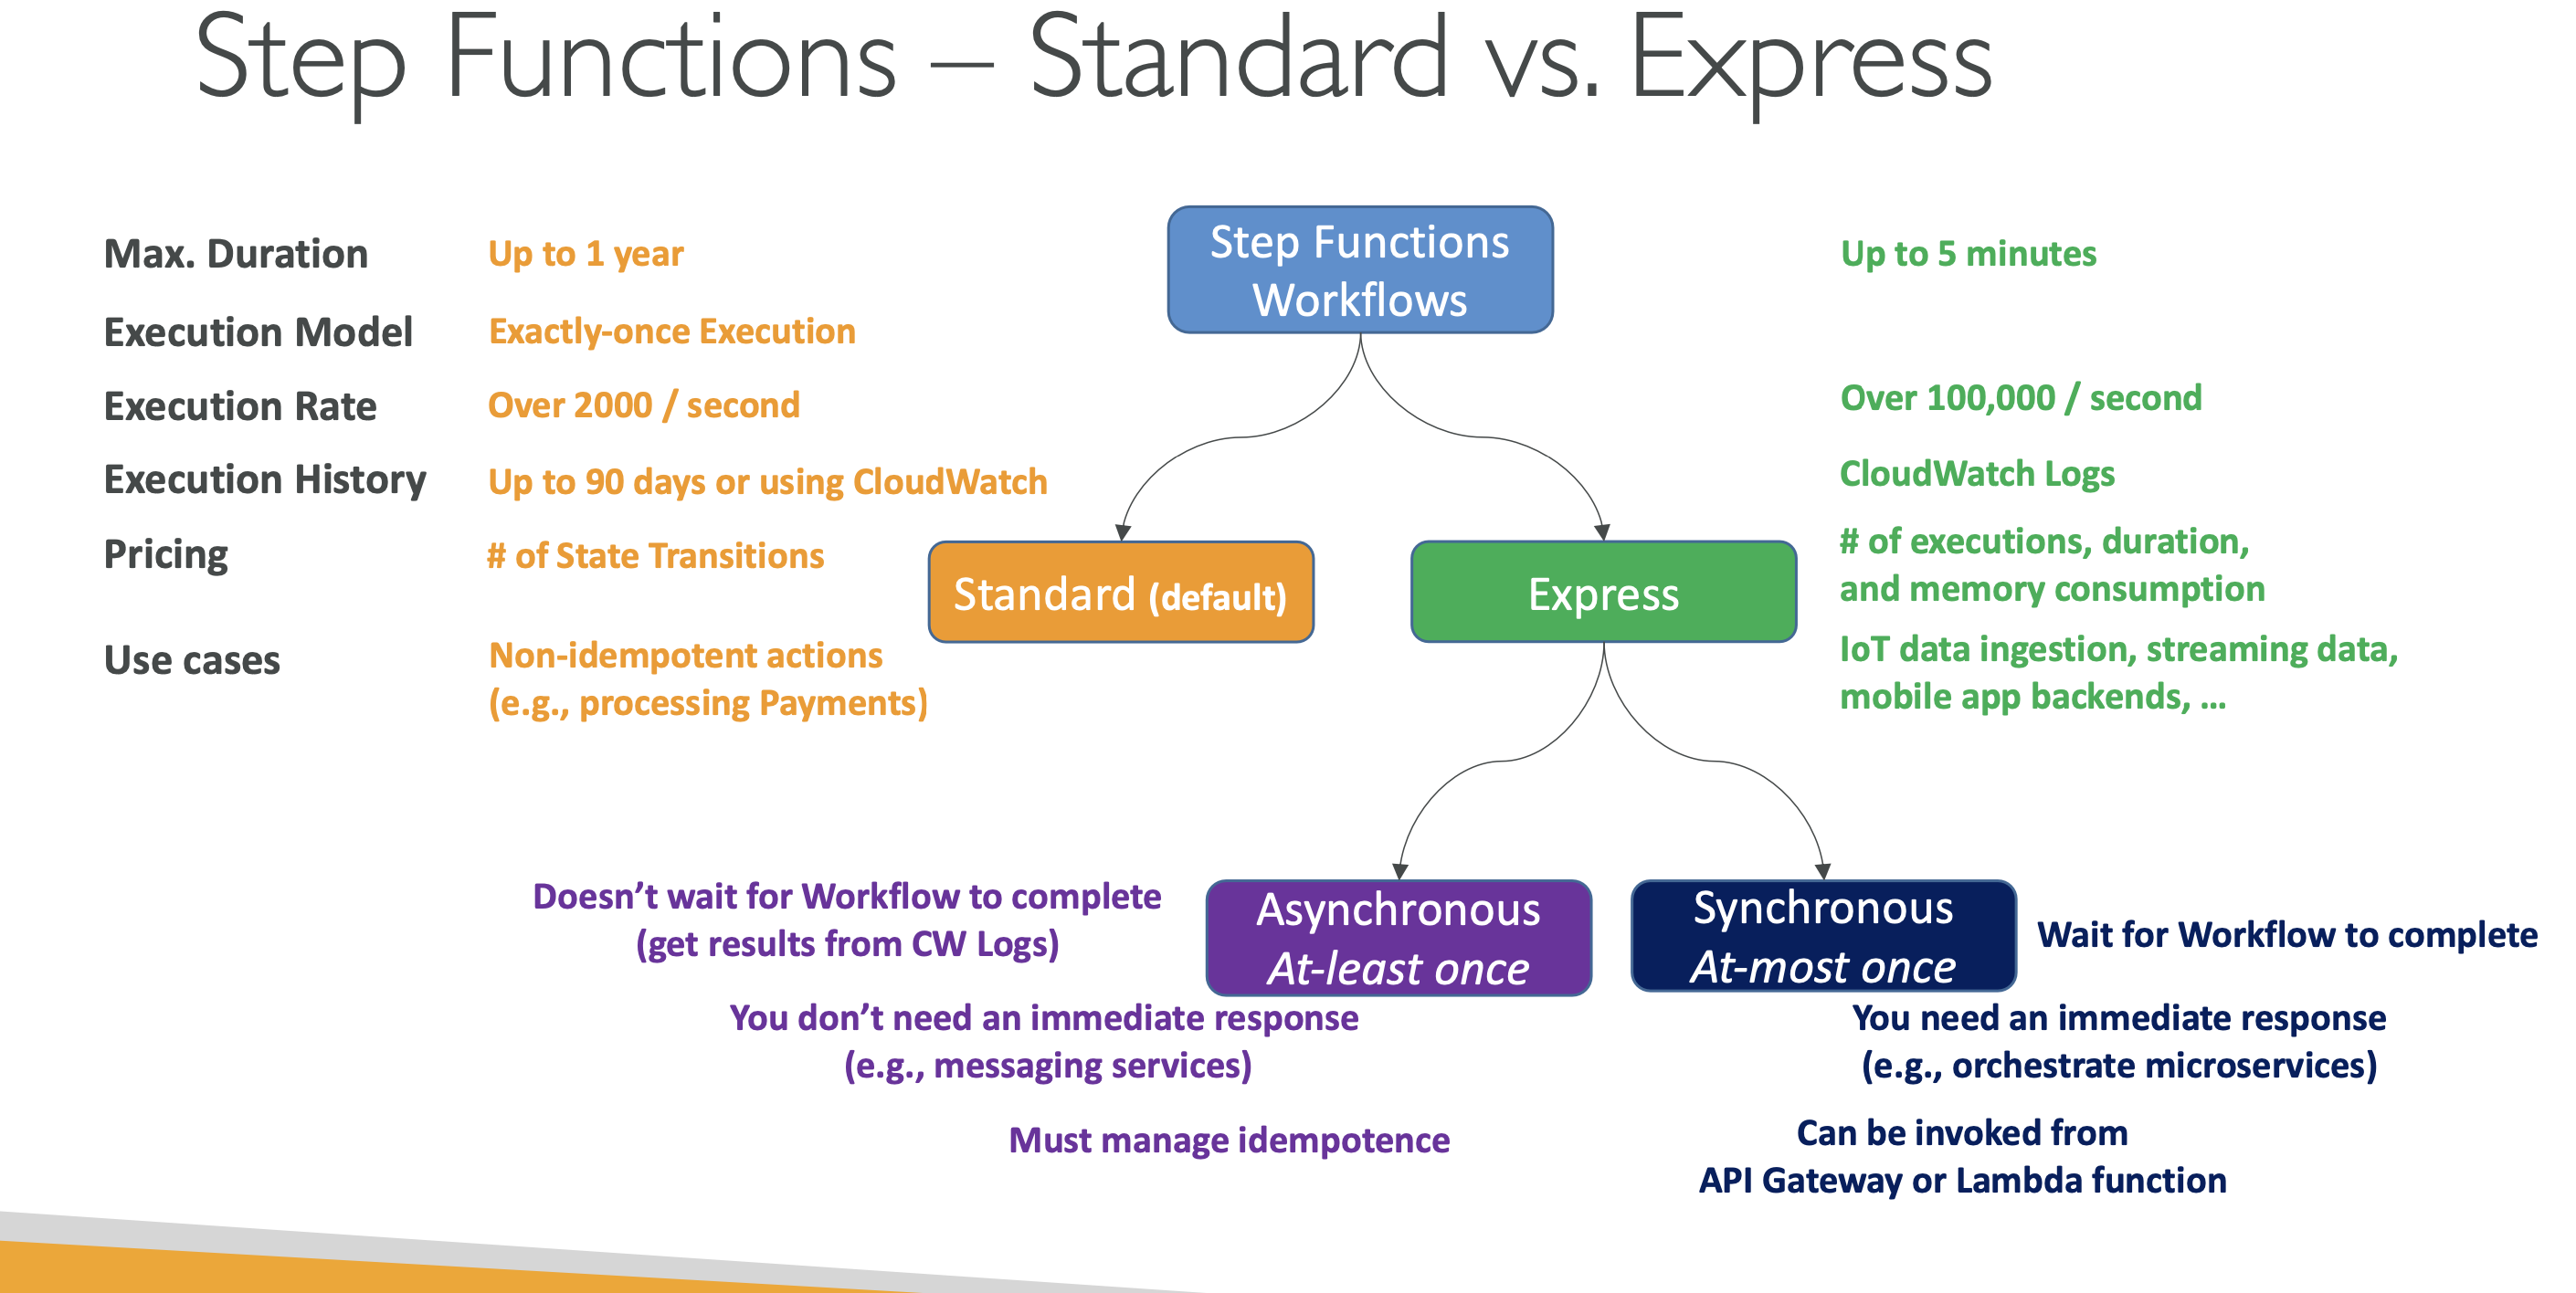 Step Functions – Standard vs. Express
Step Functions
Workflows
Max. Duration
Up to 1 year
Up to 5 minutes
Execution Model
Exactly-once Execution
Execution Rate
Over 2000 / second
Over 100,000 / second
Execution History
Up to 90 days or using CloudWatch
CloudWatch Logs
Pricing
# of State Transitions
# of executions, duration,
and memory consumption
Standard (default)
Express
Use cases
Non-idempotent actions
(e.g., processing Payments)
IoT data ingestion, streaming data,
mobile app backends, ...
Doesn’t wait for Workflow to complete
(get results from CW Logs)
Asynchronous
At-least once
Synchronous
At-most once
Wait for Workflow to complete
You don’t need an immediate response
(e.g., messaging services)
You need an immediate response
(e.g., orchestrate microservices)
Must manage idempotence
Can be invoked from
API Gateway or Lambda function